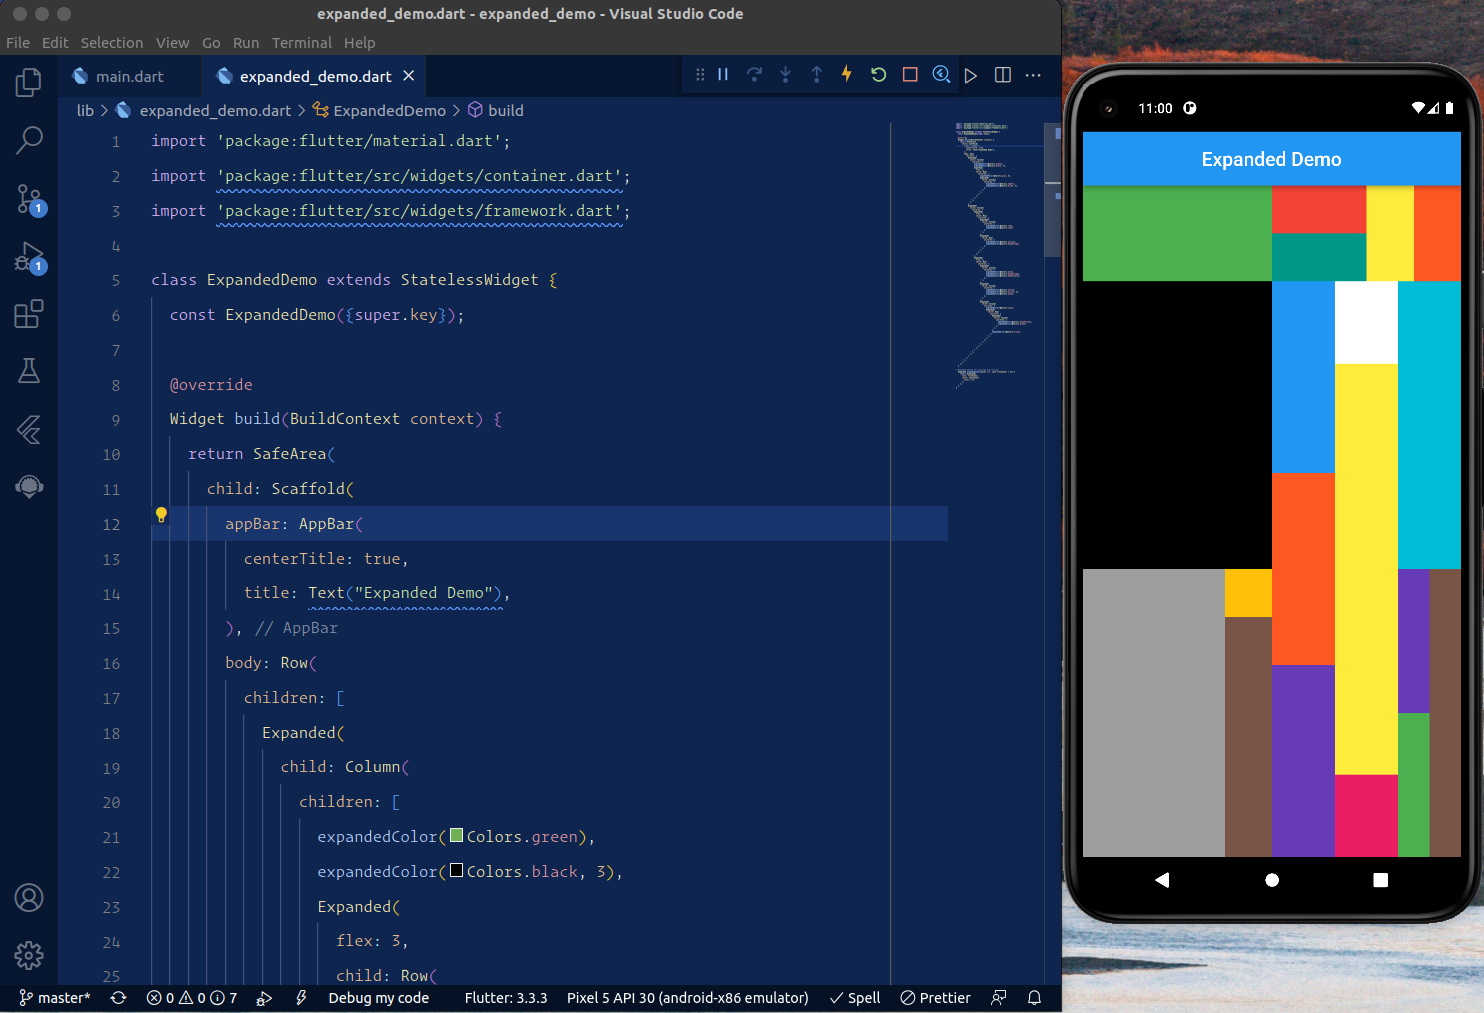 expanded_demo.dart - expanded_demo - Visual Studio Code
File Edit Selection View Go Run Terminal Help
main.dart
expanded_demo.dart
lib > expanded_demo.dart > ExpandedDemo > build
1 import 'package:flutter/material.dart';
2 import 'package:flutter/src/widgets/container.dart';
3 import 'package:flutter/src/widgets/framework.dart';
4
5 class ExpandedDemo extends StatelessWidget {
6 const ExpandedDemo({super.key});
7
8 @override
9 Widget build(BuildContext context) {
10 return SafeArea(
11 child: Scaffold(
12 appBar: AppBar(
13 centerTitle: true,
14 title: Text("Expanded Demo"),
15 ), // AppBar
16 body: Row(
17 children: [
18 Expanded(
19 child: Column(
20 children: [
21 expandedColor(Colors.green),
22 expandedColor(Colors.black, 3),
23 Expanded(
24 flex: 3,
25 child: Row(
1
1
master* 0 0 7 Debug my code Flutter: 3.3.3 Pixel 5 API 30 (android-x86 emulator) Spell Prettier
11:00
Expanded Demo